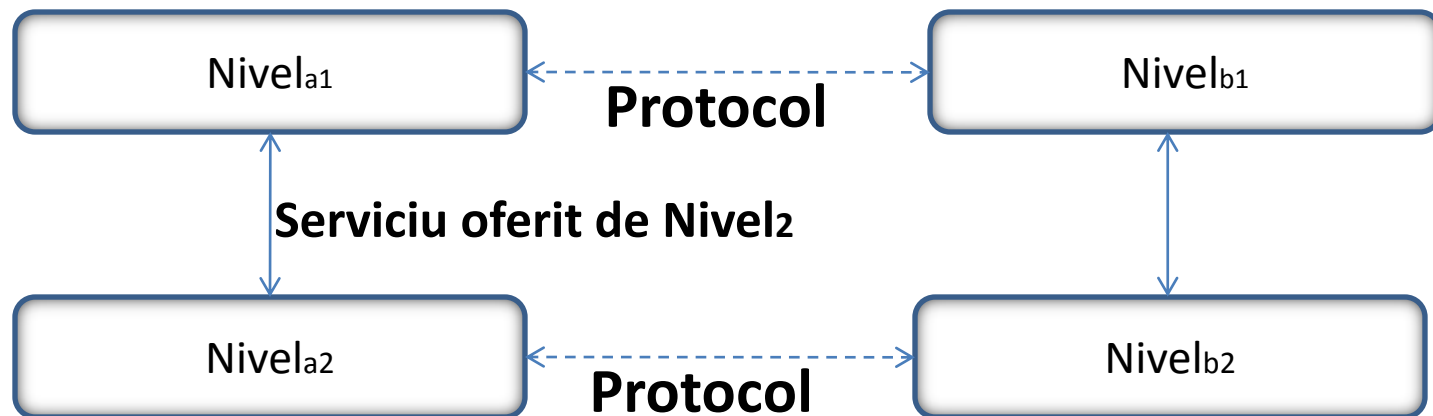 Nivela1
Nivelb1
Protocol
Serviciu oferit de Nivel2
Nivela2
Nivelb2
Protocol